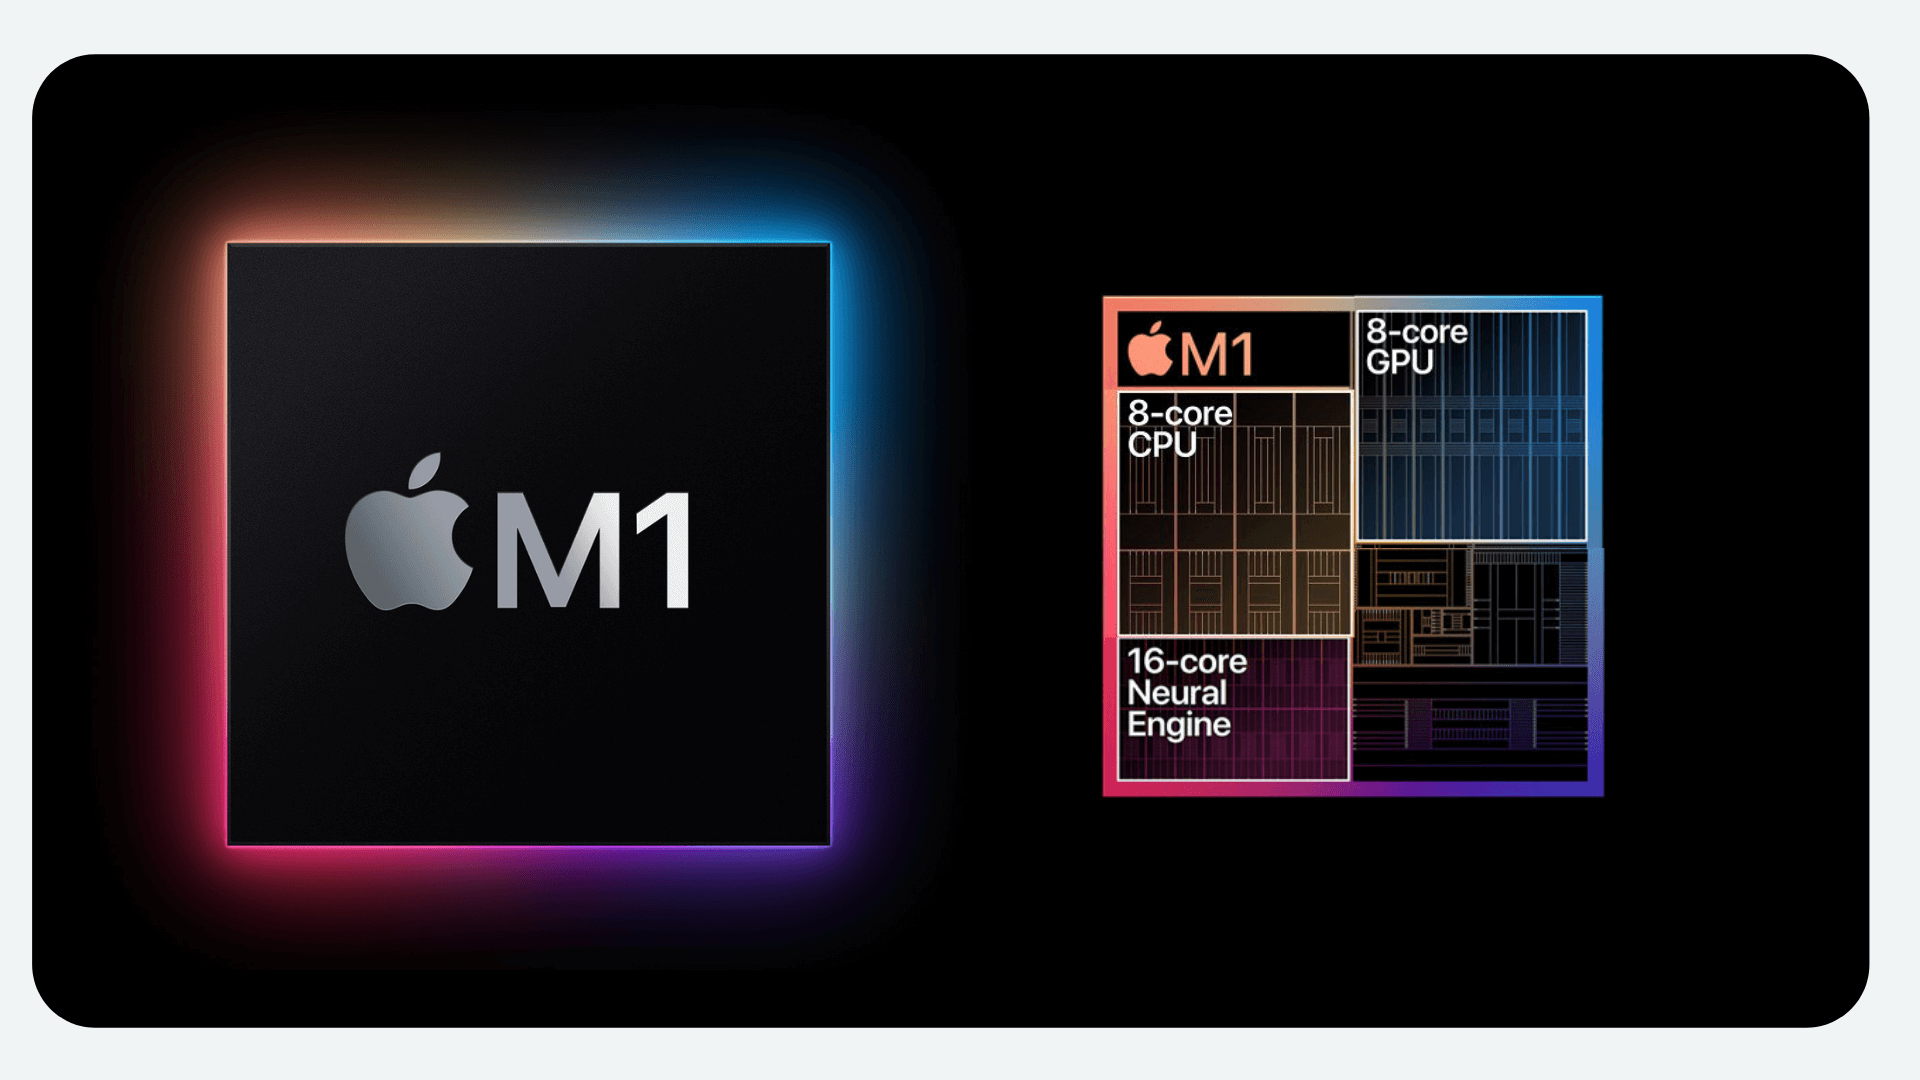 M1
M1
8-core
CPU
16-core
Neural
Engine
8-core
GPU